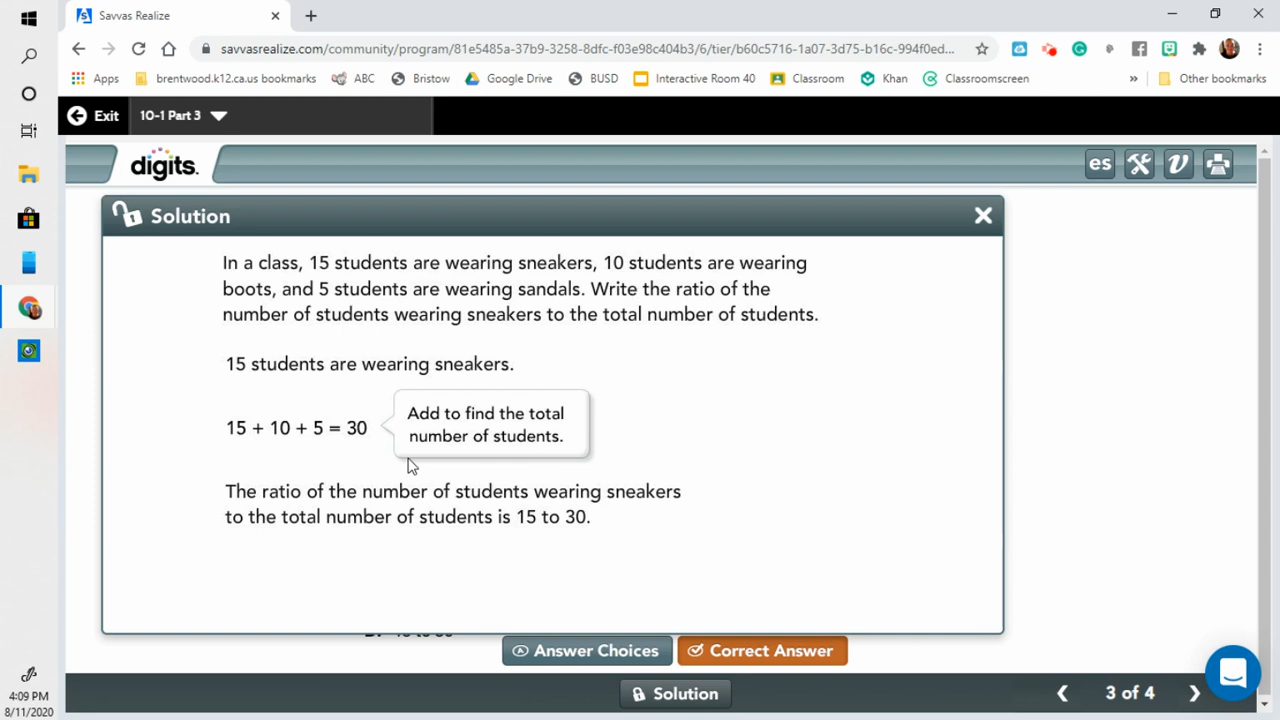 Savvas Realize
savvasrealize.com/community/program/81e5485a-37b9-3258-8dfc-f03e98c404b3/6/tier/b60c5716-1a07-3d75-b16c-994f0ed...
Apps brentwood.k12.ca.us bookmarks ABC Bristow Google Drive BUSD Interactive Room 40 Classroom Khan Classroomscreen » Other bookmarks
Exit 10-1 Part 3
digits.
es
Solution
In a class, 15 students are wearing sneakers, 10 students are wearing
boots, and 5 students are wearing sandals. Write the ratio of the
number of students wearing sneakers to the total number of students.
15 students are wearing sneakers.
Add to find the total
15 + 10 + 5 = 30
number of students.
The ratio of the number of students wearing sneakers
to the total number of students is 15 to 30.
Answer Choices Correct Answer
Solution
3 of 4
4:09 PM
8/11/2020